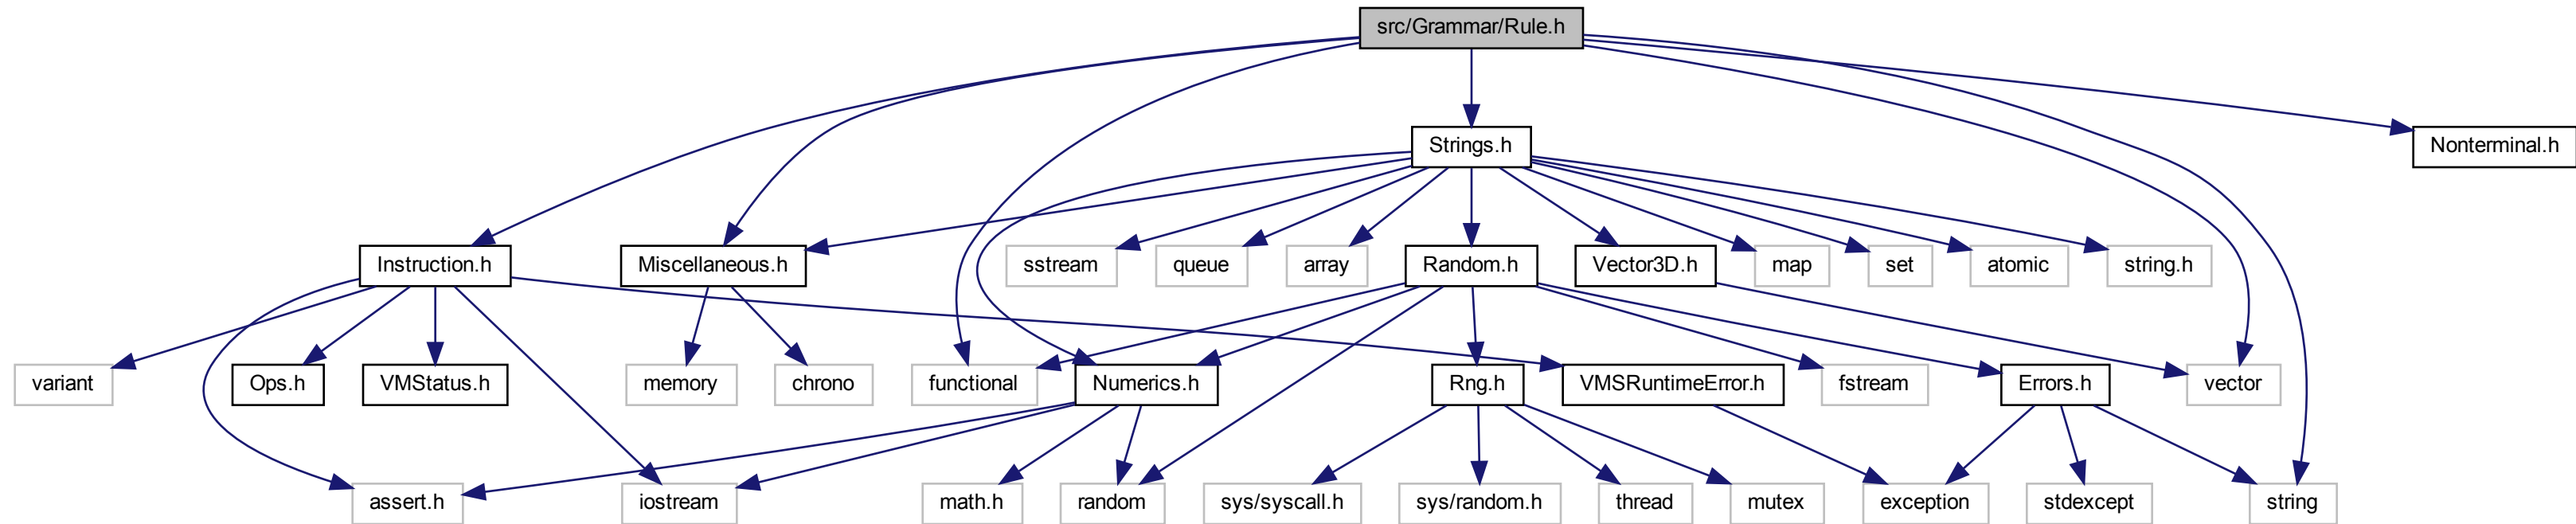 src/Grammar/Rule.h
Strings.h
Nonterminal.h
Instruction.h
Miscellaneous.h
sstream
queue
array
Random.h
Vector3D.h
map
set
atomic
string.h
variant
Ops.h
VMStatus.h
memory
chrono
functional
Numerics.h
Rng.h
VMSRuntimeError.h
fstream
Errors.h
vector
assert.h
iostream
math.h
random
sys/syscall.h
sys/random.h
thread
mutex
exception
stdexcept
string